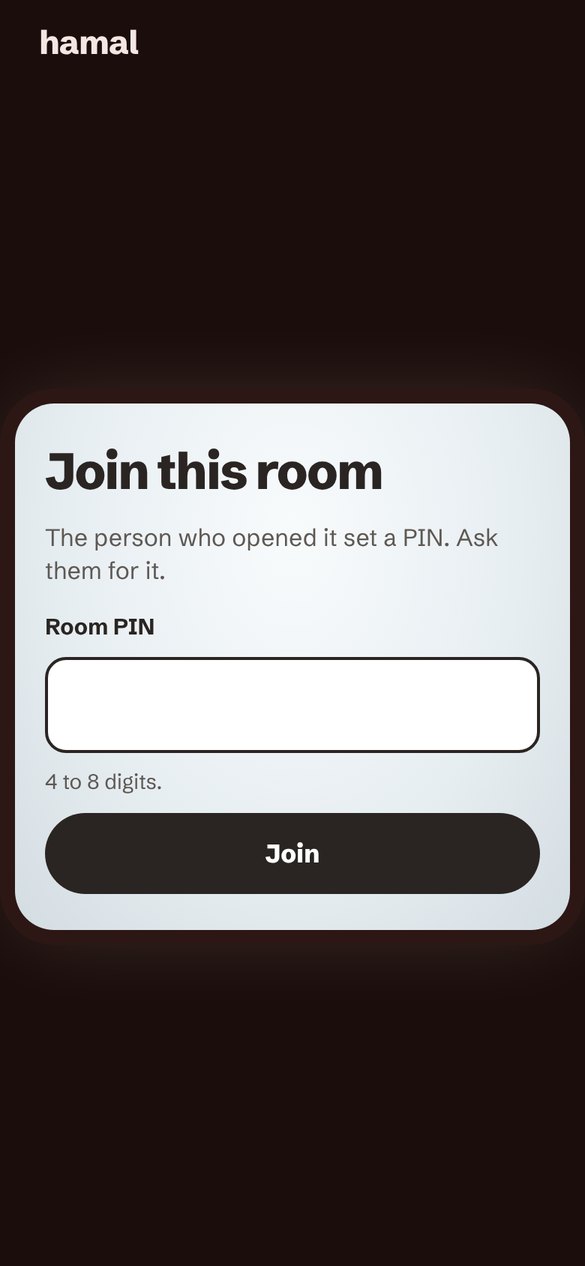 hamal
Join this room
The person who opened it set a PIN. Ask
them for it.
Room PIN
4 to 8 digits.
Join